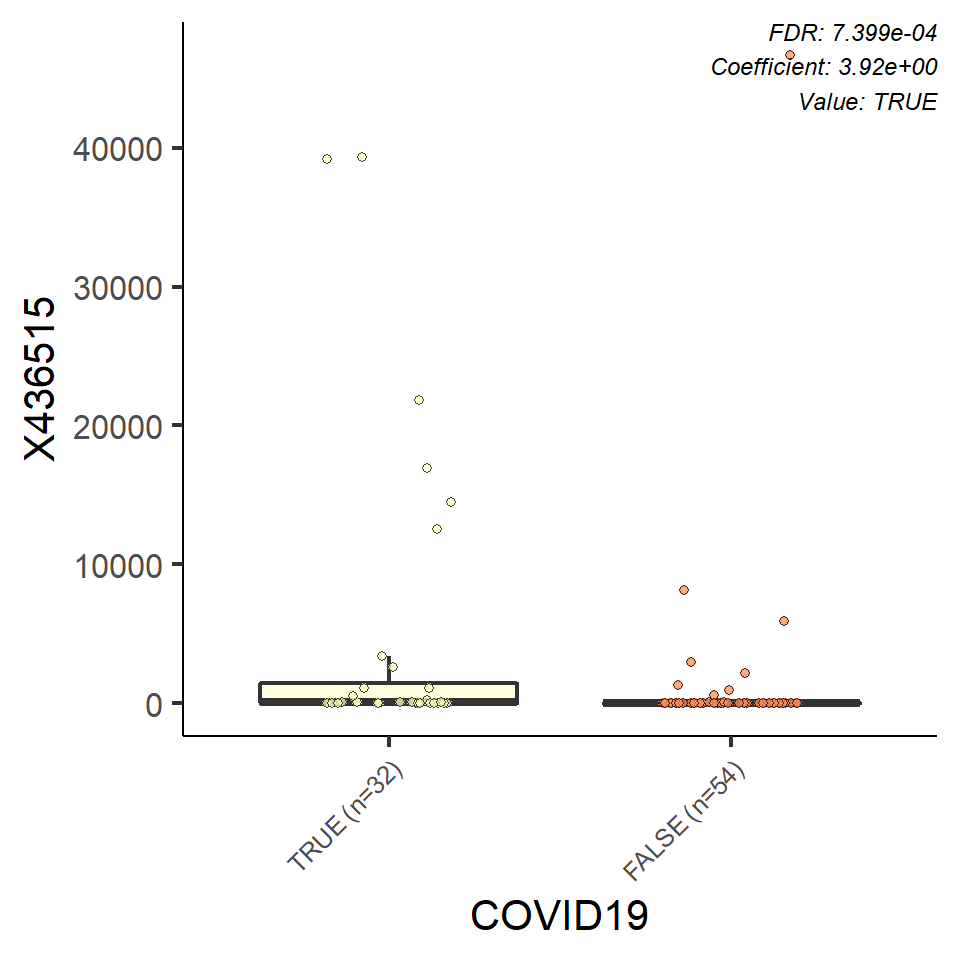 FDR: 7.399e-04
Coefficient: 3.92e+00
Value: TRUE
X436515
40000
30000
20000
10000
0
TRUE (n=32)
FALSE (n=54)
COVID19